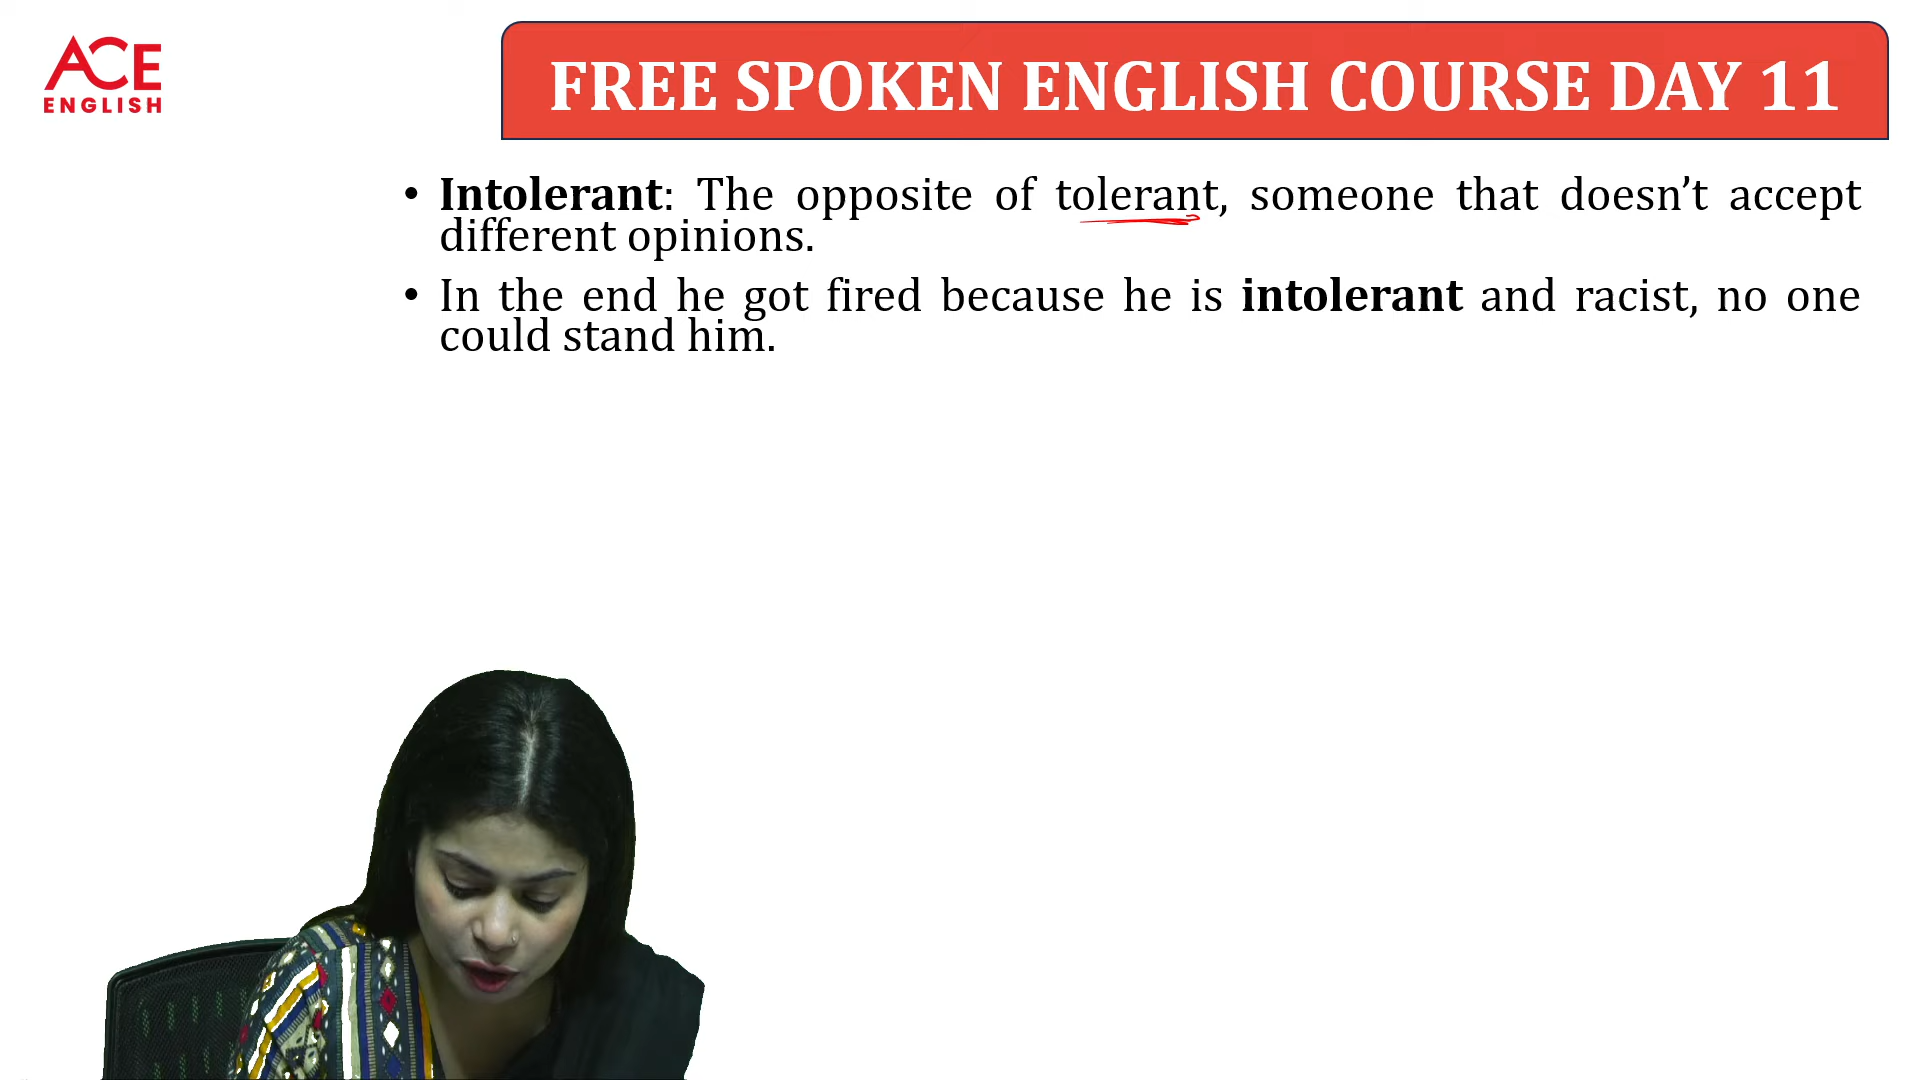 ACE
ENGLISH
FREE SPOKEN ENGLISH COURSE DAY 11
• Intolerant: The opposite of tolerant, someone that doesn’t accept
different opinions.
• In the end he got fired because he is intolerant and racist, no one
could stand him.